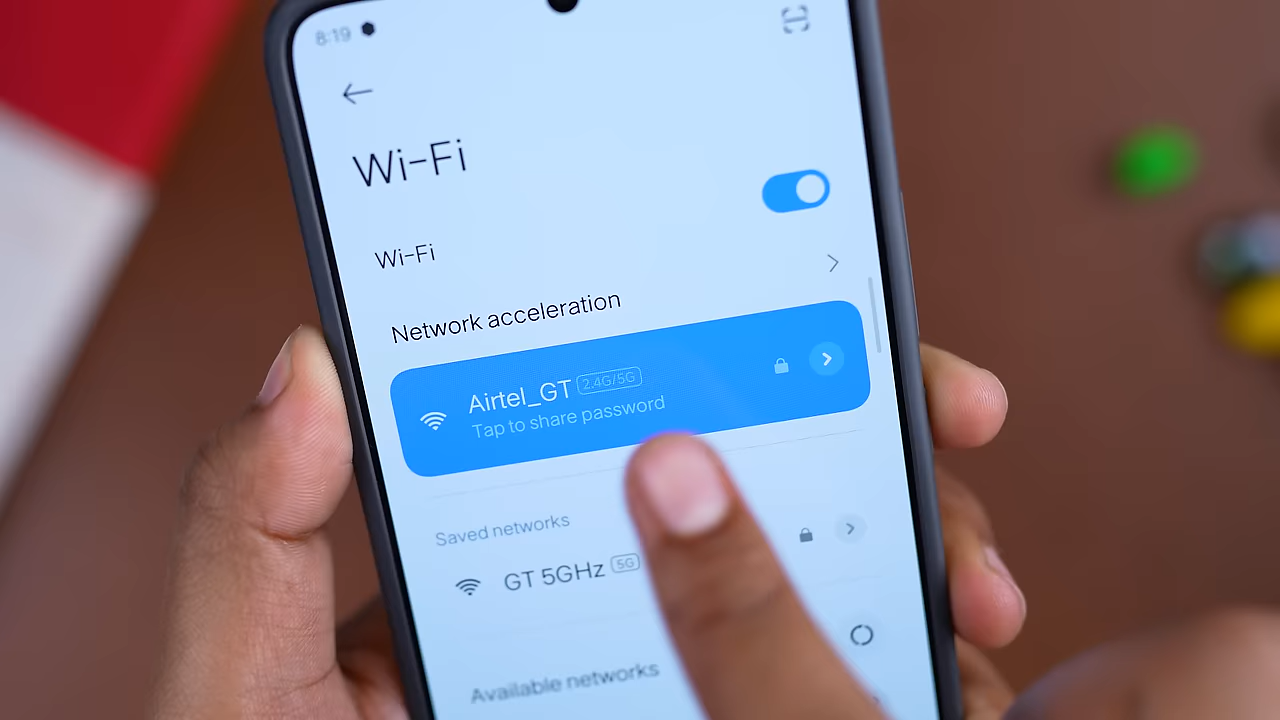 8:19
Wi-Fi
Wi-Fi
Network acceleration
Airtel_GT 2.4G/5G
Tap to share password
Saved networks
GT 5GHz 5G
Available networks